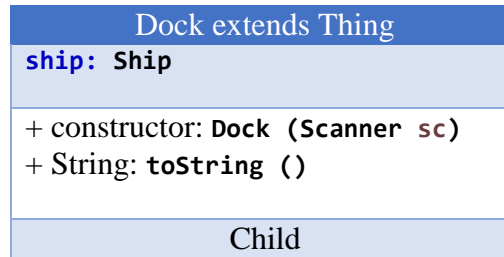 Dock extends Thing
ship: Ship
+ constructor: Dock (Scanner sc)
+ String: toString ()
Child